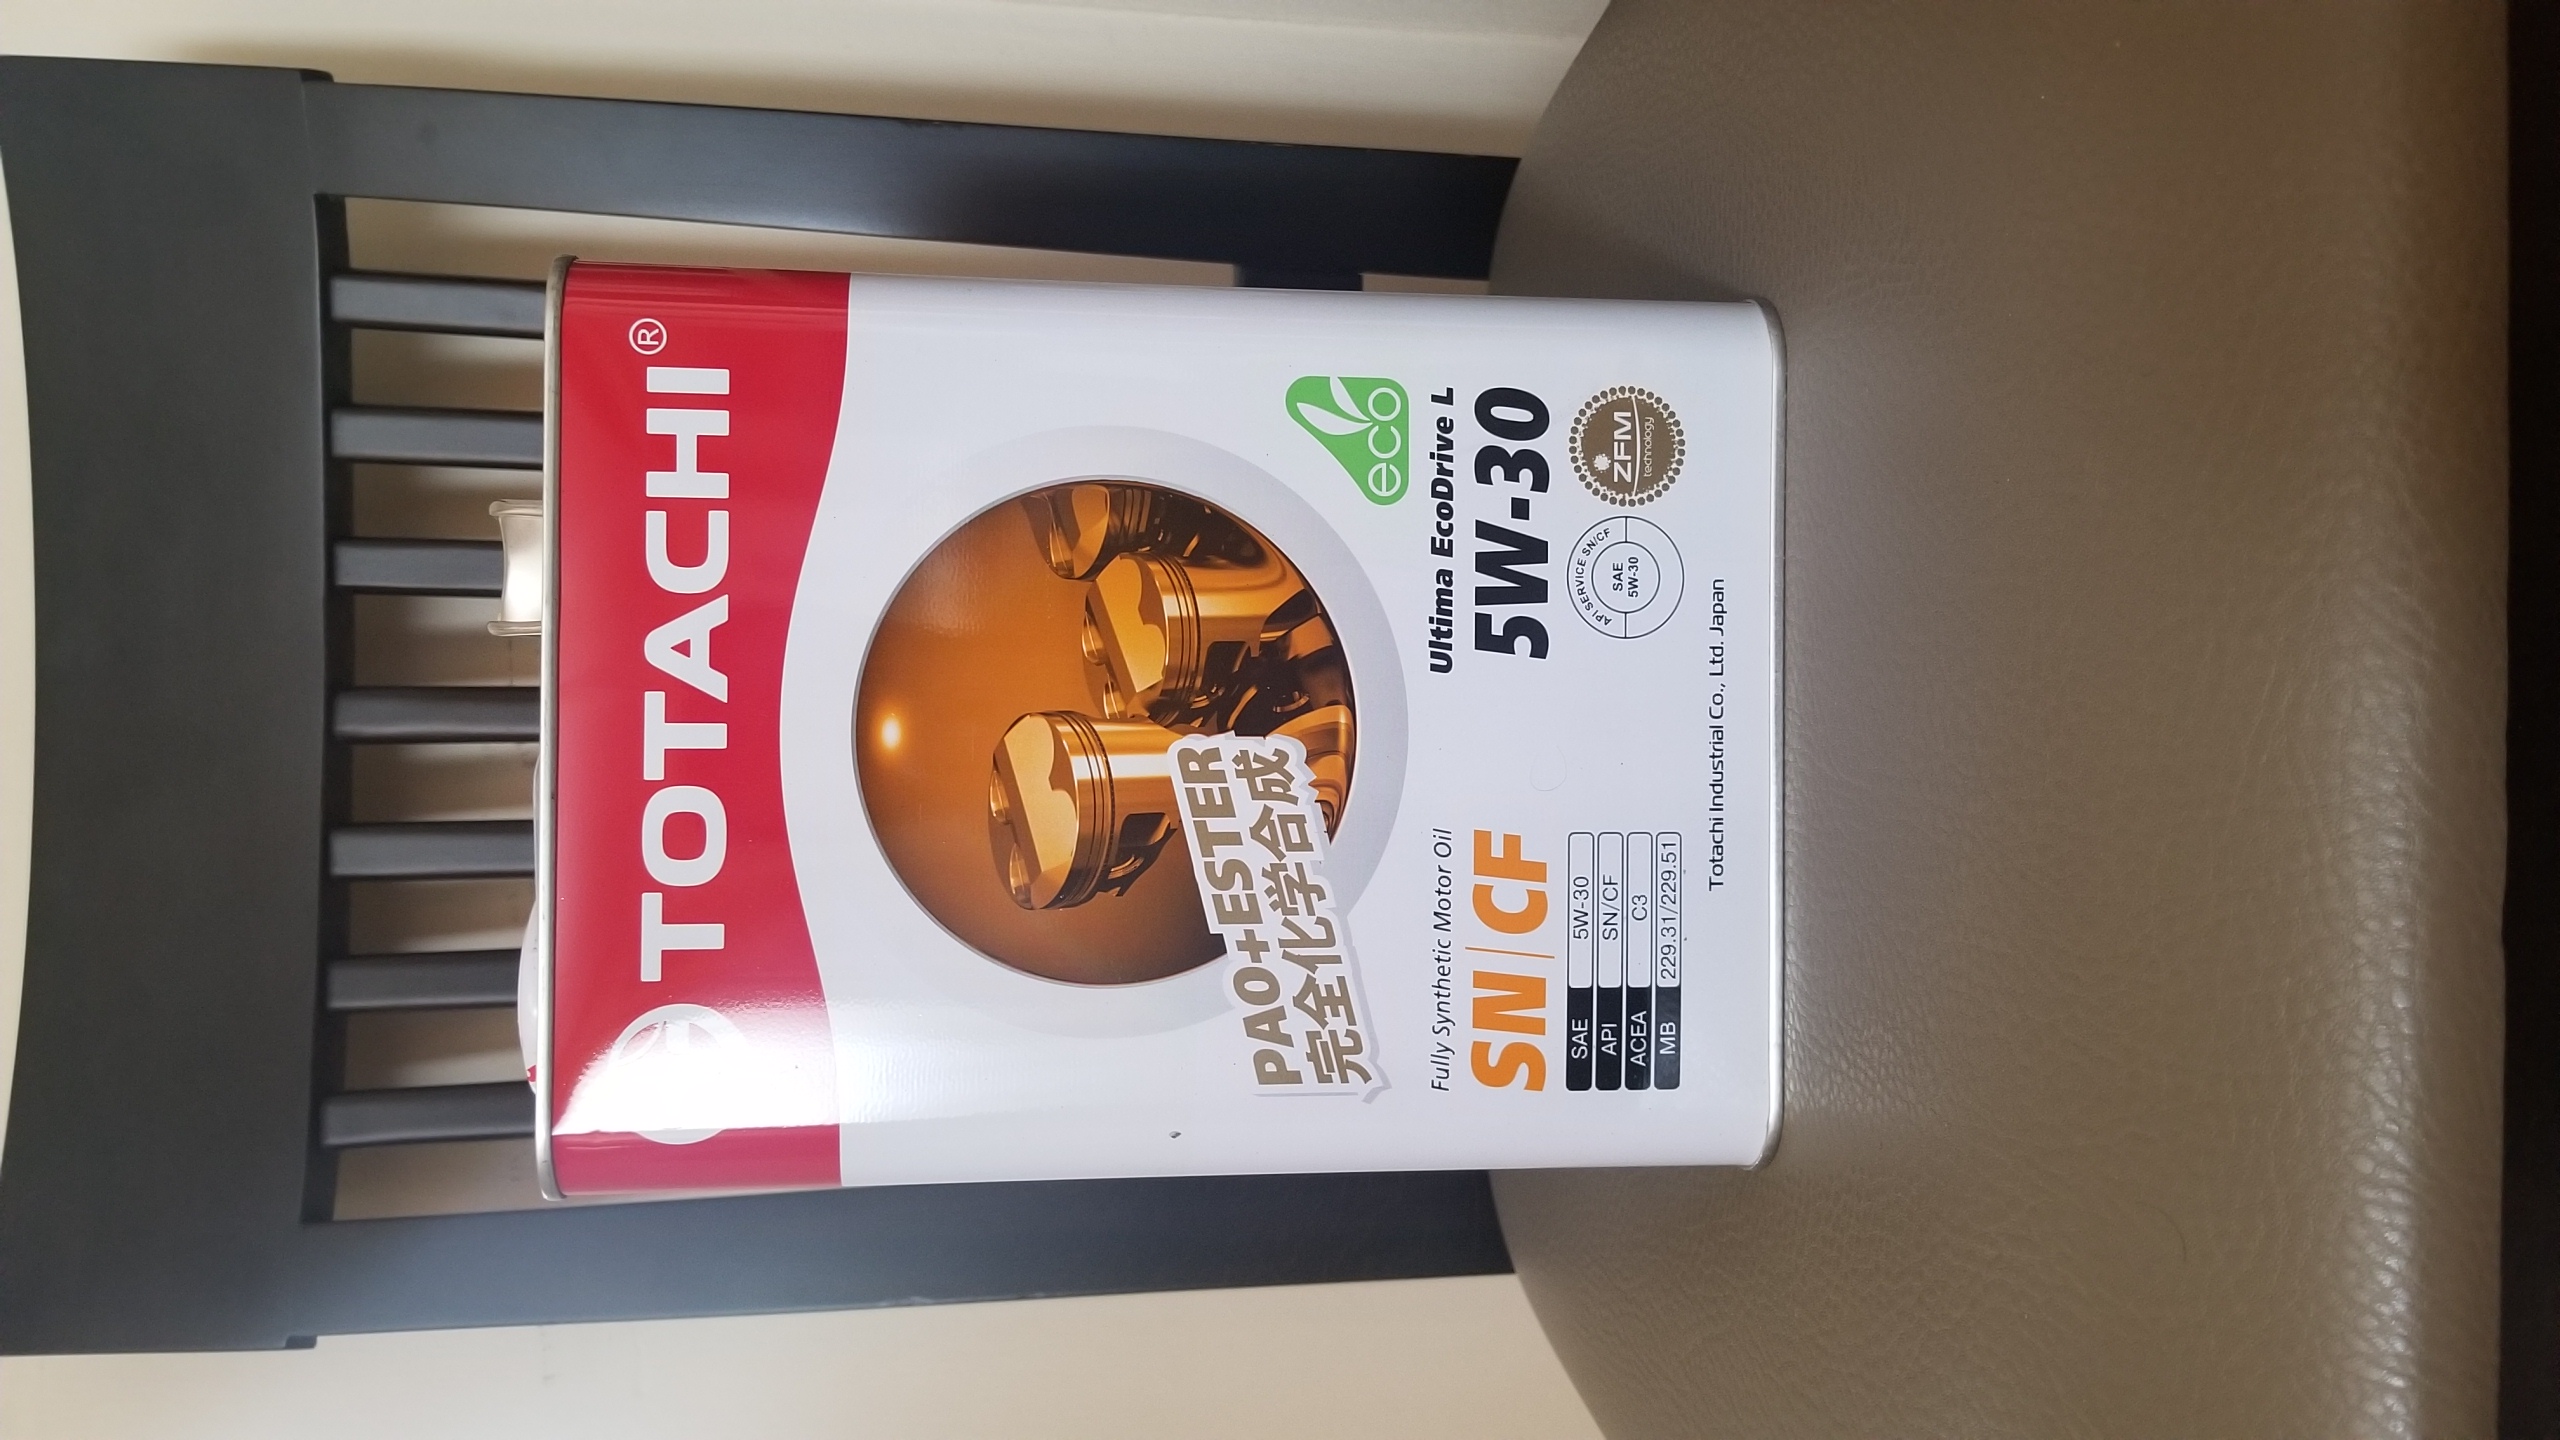 TOTACHI®
PAO+ESTER
完全化学合成
eco
Fully Synthetic Motor Oil
Ultima EcoDrive L
SN|CF
5W-30
SAE 5W-30
API SN/CF
ACEA C3
MB 229.31/229.51
API SERVICE SN/CF
SAE
5W-30
ZFM
technology
Totachi Industrial Co., Ltd. Japan